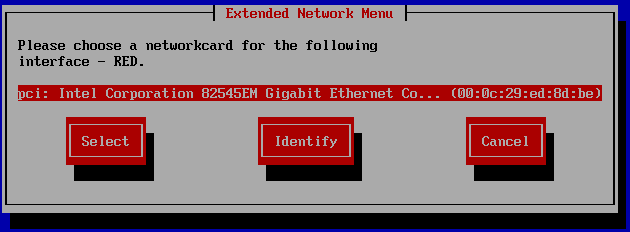 Extended Network Menu
Please choose a networkcard for the following
interface - RED.
pci: Intel Corporation 82545EM Gigabit Ethernet Co... (00:0c:29:ed:8d:be)
Select
Identify
Cancel